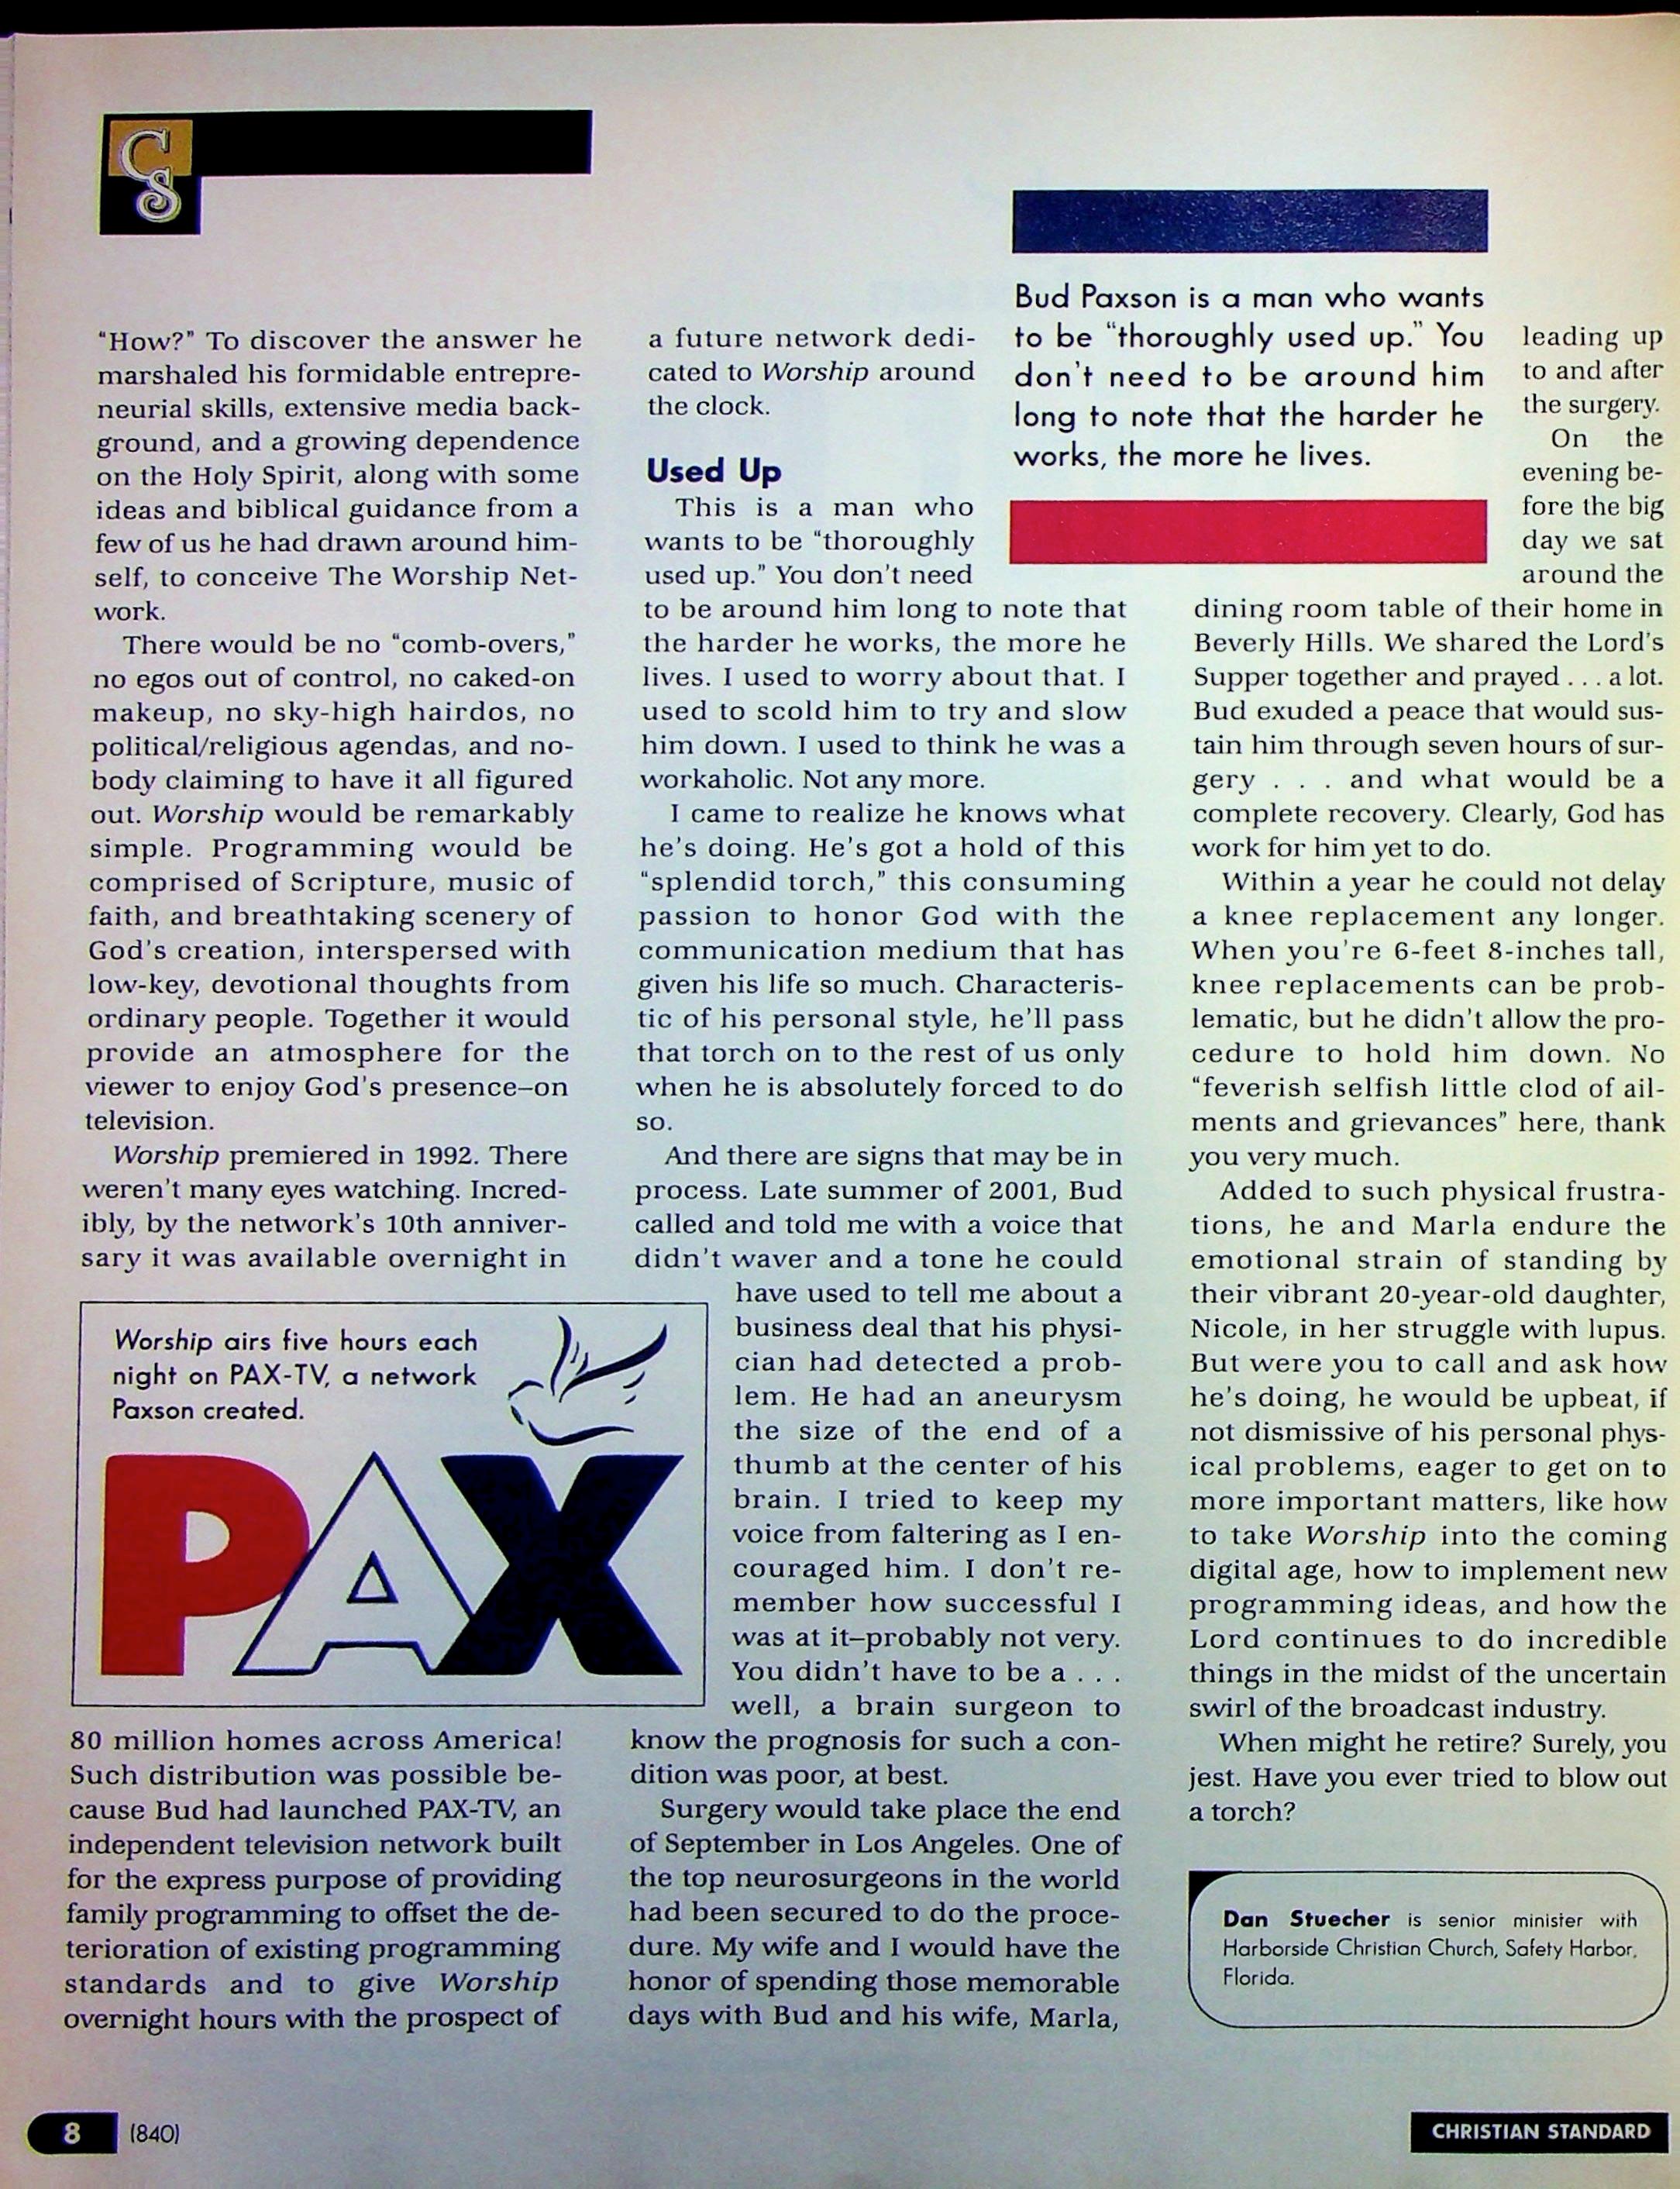 CS
"How?" To discover the answer he
marshaled his formidable entrepre-
neurial skills, extensive media back-
ground, and a growing dependence
on the Holy Spirit, along with some
ideas and biblical guidance from a
few of us he had drawn around him-
self, to conceive The Worship Net-
work.
There would be no "comb-overs,"
no egos out of control, no caked-on
makeup, no sky-high hairdos, no
political/religious agendas, and no-
body claiming to have it all figured
out. Worship would be remarkably
simple. Programming would be
comprised of Scripture, music of
faith, and breathtaking scenery of
God's creation, interspersed with
low-key, devotional thoughts from
ordinary people. Together it would
provide an atmosphere for the
viewer to enjoy God's presence–on
television.
Worship premiered in 1992. There
weren't many eyes watching. Incred-
ibly, by the network's 10th anniver-
sary it was available overnight in
Worship airs five hours each
night on PAX-TV, a network
Paxson created.
PAX
80 million homes across America!
Such distribution was possible be-
cause Bud had launched PAX-TV, an
independent television network built
for the express purpose of providing
family programming to offset the de-
terioration of existing programming
standards and to give Worship
overnight hours with the prospect of
a future network dedi-
cated to Worship around
the clock.
Used Up
This is a man who
wants to be "thoroughly
used up." You don't need
to be around him long to note that
the harder he works, the more he
lives. I used to worry about that. I
used to scold him to try and slow
him down. I used to think he was a
workaholic. Not any more.
I came to realize he knows what
he's doing. He's got a hold of this
"splendid torch," this consuming
passion to honor God with the
communication medium that has
given his life so much. Characteris-
tic of his personal style, he'll pass
that torch on to the rest of us only
when he is absolutely forced to do
so.
And there are signs that may be in
process. Late summer of 2001, Bud
called and told me with a voice that
didn't waver and a tone he could
have used to tell me about a
business deal that his physi-
cian had detected a prob-
lem. He had an aneurysm
the size of the end of a
thumb at the center of his
brain. I tried to keep my
voice from faltering as I en-
couraged him. I don't re-
member how successful I
was at it–probably not very.
You didn't have to be a . . .
well, a brain surgeon to
know the prognosis for such a con-
dition was poor, at best.
Surgery would take place the end
of September in Los Angeles. One of
the top neurosurgeons in the world
had been secured to do the proce-
dure. My wife and I would have the
honor of spending those memorable
days with Bud and his wife, Marla,
Bud Paxson is a man who wants
to be "thoroughly used up." You
don't need to be around him
long to note that the harder he
works, the more he lives.
leading up
to and after
the surgery.
On the
evening be-
fore the big
day we sat
around the
dining room table of their home in
Beverly Hills. We shared the Lord's
Supper together and prayed . . . a lot.
Bud exuded a peace that would sus-
tain him through seven hours of sur-
gery . . . and what would be a
complete recovery. Clearly, God has
work for him yet to do.
Within a year he could not delay
a knee replacement any longer.
When you're 6-feet 8-inches tall,
knee replacements can be prob-
lematic, but he didn't allow the pro-
cedure to hold him down. No
"feverish selfish little clod of ail-
ments and grievances" here, thank
you very much.
Added to such physical frustra-
tions, he and Marla endure the
emotional strain of standing by
their vibrant 20-year-old daughter,
Nicole, in her struggle with lupus.
But were you to call and ask how
he's doing, he would be upbeat, if
not dismissive of his personal phys-
ical problems, eager to get on to
more important matters, like how
to take Worship into the coming
digital age, how to implement new
programming ideas, and how the
Lord continues to do incredible
things in the midst of the uncertain
swirl of the broadcast industry.
When might he retire? Surely, you
jest. Have you ever tried to blow out
a torch?
Dan Stuecher is senior minister with
Harborside Christian Church, Safety Harbor,
Florida.
8 (840)
CHRISTIAN STANDARD